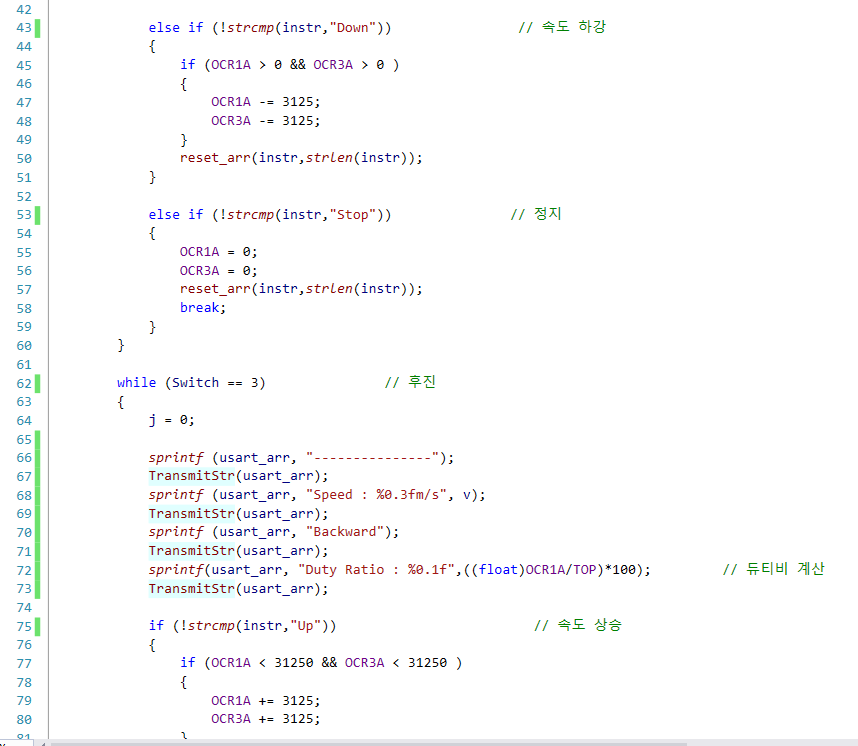 42
43 else if (!strcmp(instr,"Down")) // 속도 하강
44 {
45 if (OCR1A > 0 && OCR3A > 0 )
46 {
47 OCR1A -= 3125;
48 OCR3A -= 3125;
49 }
50 reset_arr(instr,strlen(instr));
51 }
52
53 else if (!strcmp(instr,"Stop")) // 정지
54 {
55 OCR1A = 0;
56 OCR3A = 0;
57 reset_arr(instr,strlen(instr));
58 break;
59 }
60 }
61
62 while (Switch == 3) // 후진
63 {
64 j = 0;
65
66 sprintf (usart_arr, "---------------");
67 TransmitStr(usart_arr);
68 sprintf (usart_arr, "Speed : %0.3fm/s", v);
69 TransmitStr(usart_arr);
70 sprintf (usart_arr, "Backward");
71 TransmitStr(usart_arr);
72 sprintf(usart_arr, "Duty Ratio : %0.1f",((float)OCR1A/TOP)*100); // 듀티비 계산
73 TransmitStr(usart_arr);
74
75 if (!strcmp(instr,"Up")) // 속도 상승
76 {
77 if (OCR1A < 31250 && OCR3A < 31250 )
78 {
79 OCR1A += 3125;
80 OCR3A += 3125;
81 }